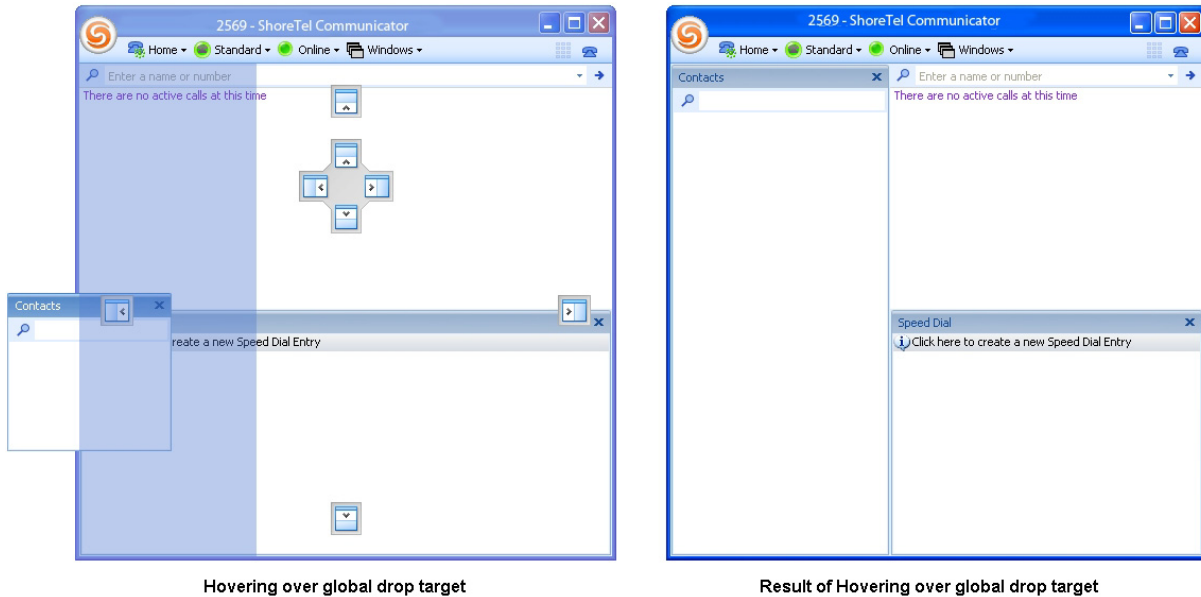 2569 - ShoreTel Communicator
Home Standard Online Windows
Enter a name or number
There are no active calls at this time
Contacts
reate a new Speed Dial Entry
Hovering over global drop target
2569 - ShoreTel Communicator
Home Standard Online Windows
Contacts
Enter a name or number
There are no active calls at this time
Speed Dial
Click here to create a new Speed Dial Entry
Result of Hovering over global drop target